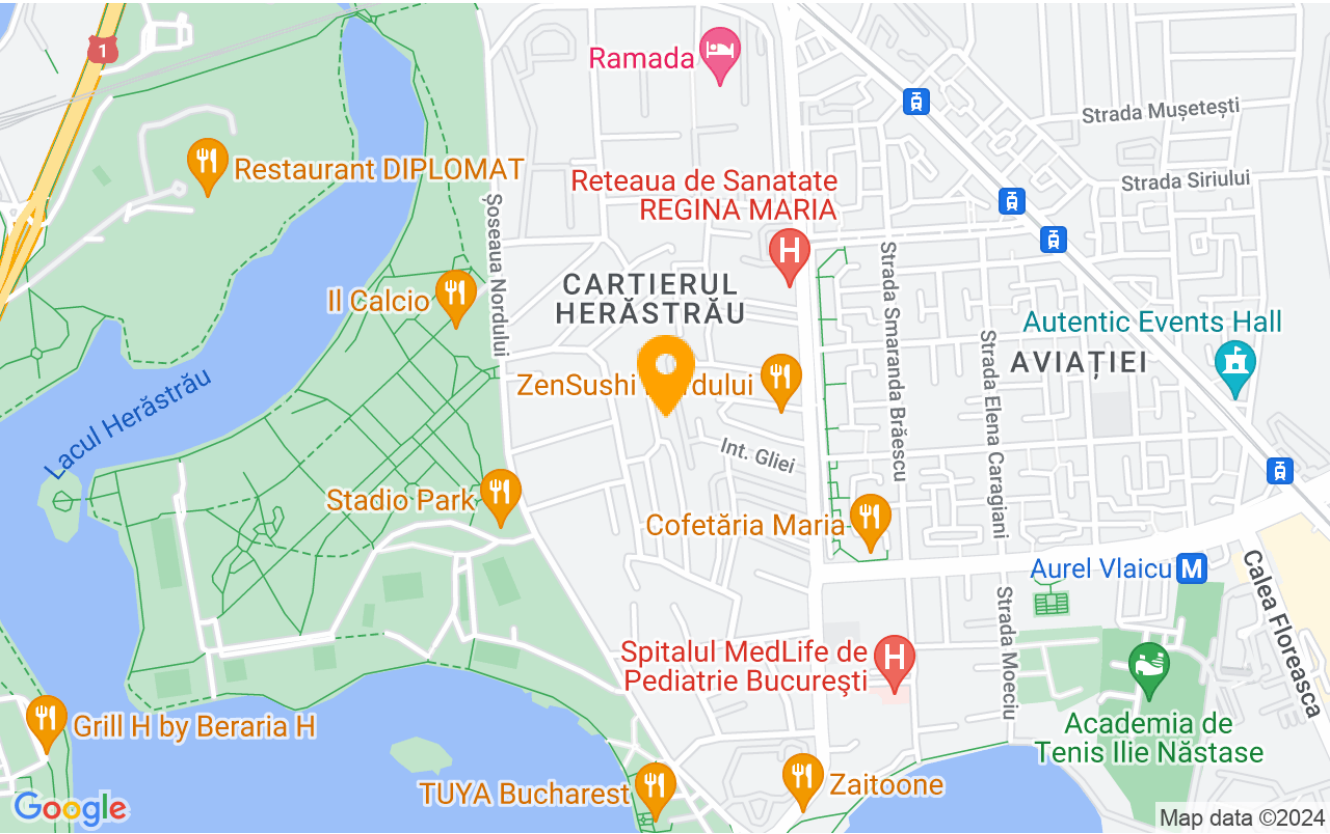 Ramada
1
Strada Mușetești
Restaurant DIPLOMAT
Reteaua de Sanatate
REGINA MARIA
Strada Siriului
Șoseaua Nordului
H
CARTIERUL
HERĂSTRĂU
Il Calcio
Strada Smaranda Brăescu
Strada Elena Caragiani
Autentic Events Hall
AVIAȚIEI
Lacul Herăstrău
ZenSushi Nordului
Int. Gliei
Stadio Park
Cofetăria Maria
Aurel Vlaicu M
Calea Floreasca
Strada Moeciu
Spitalul MedLife de
Pediatrie Bucureşti
H
Grill H by Beraria H
Academia de
Tenis Ilie Năstase
TUYA Bucharest
Zaitoone
Google
Map data ©2024